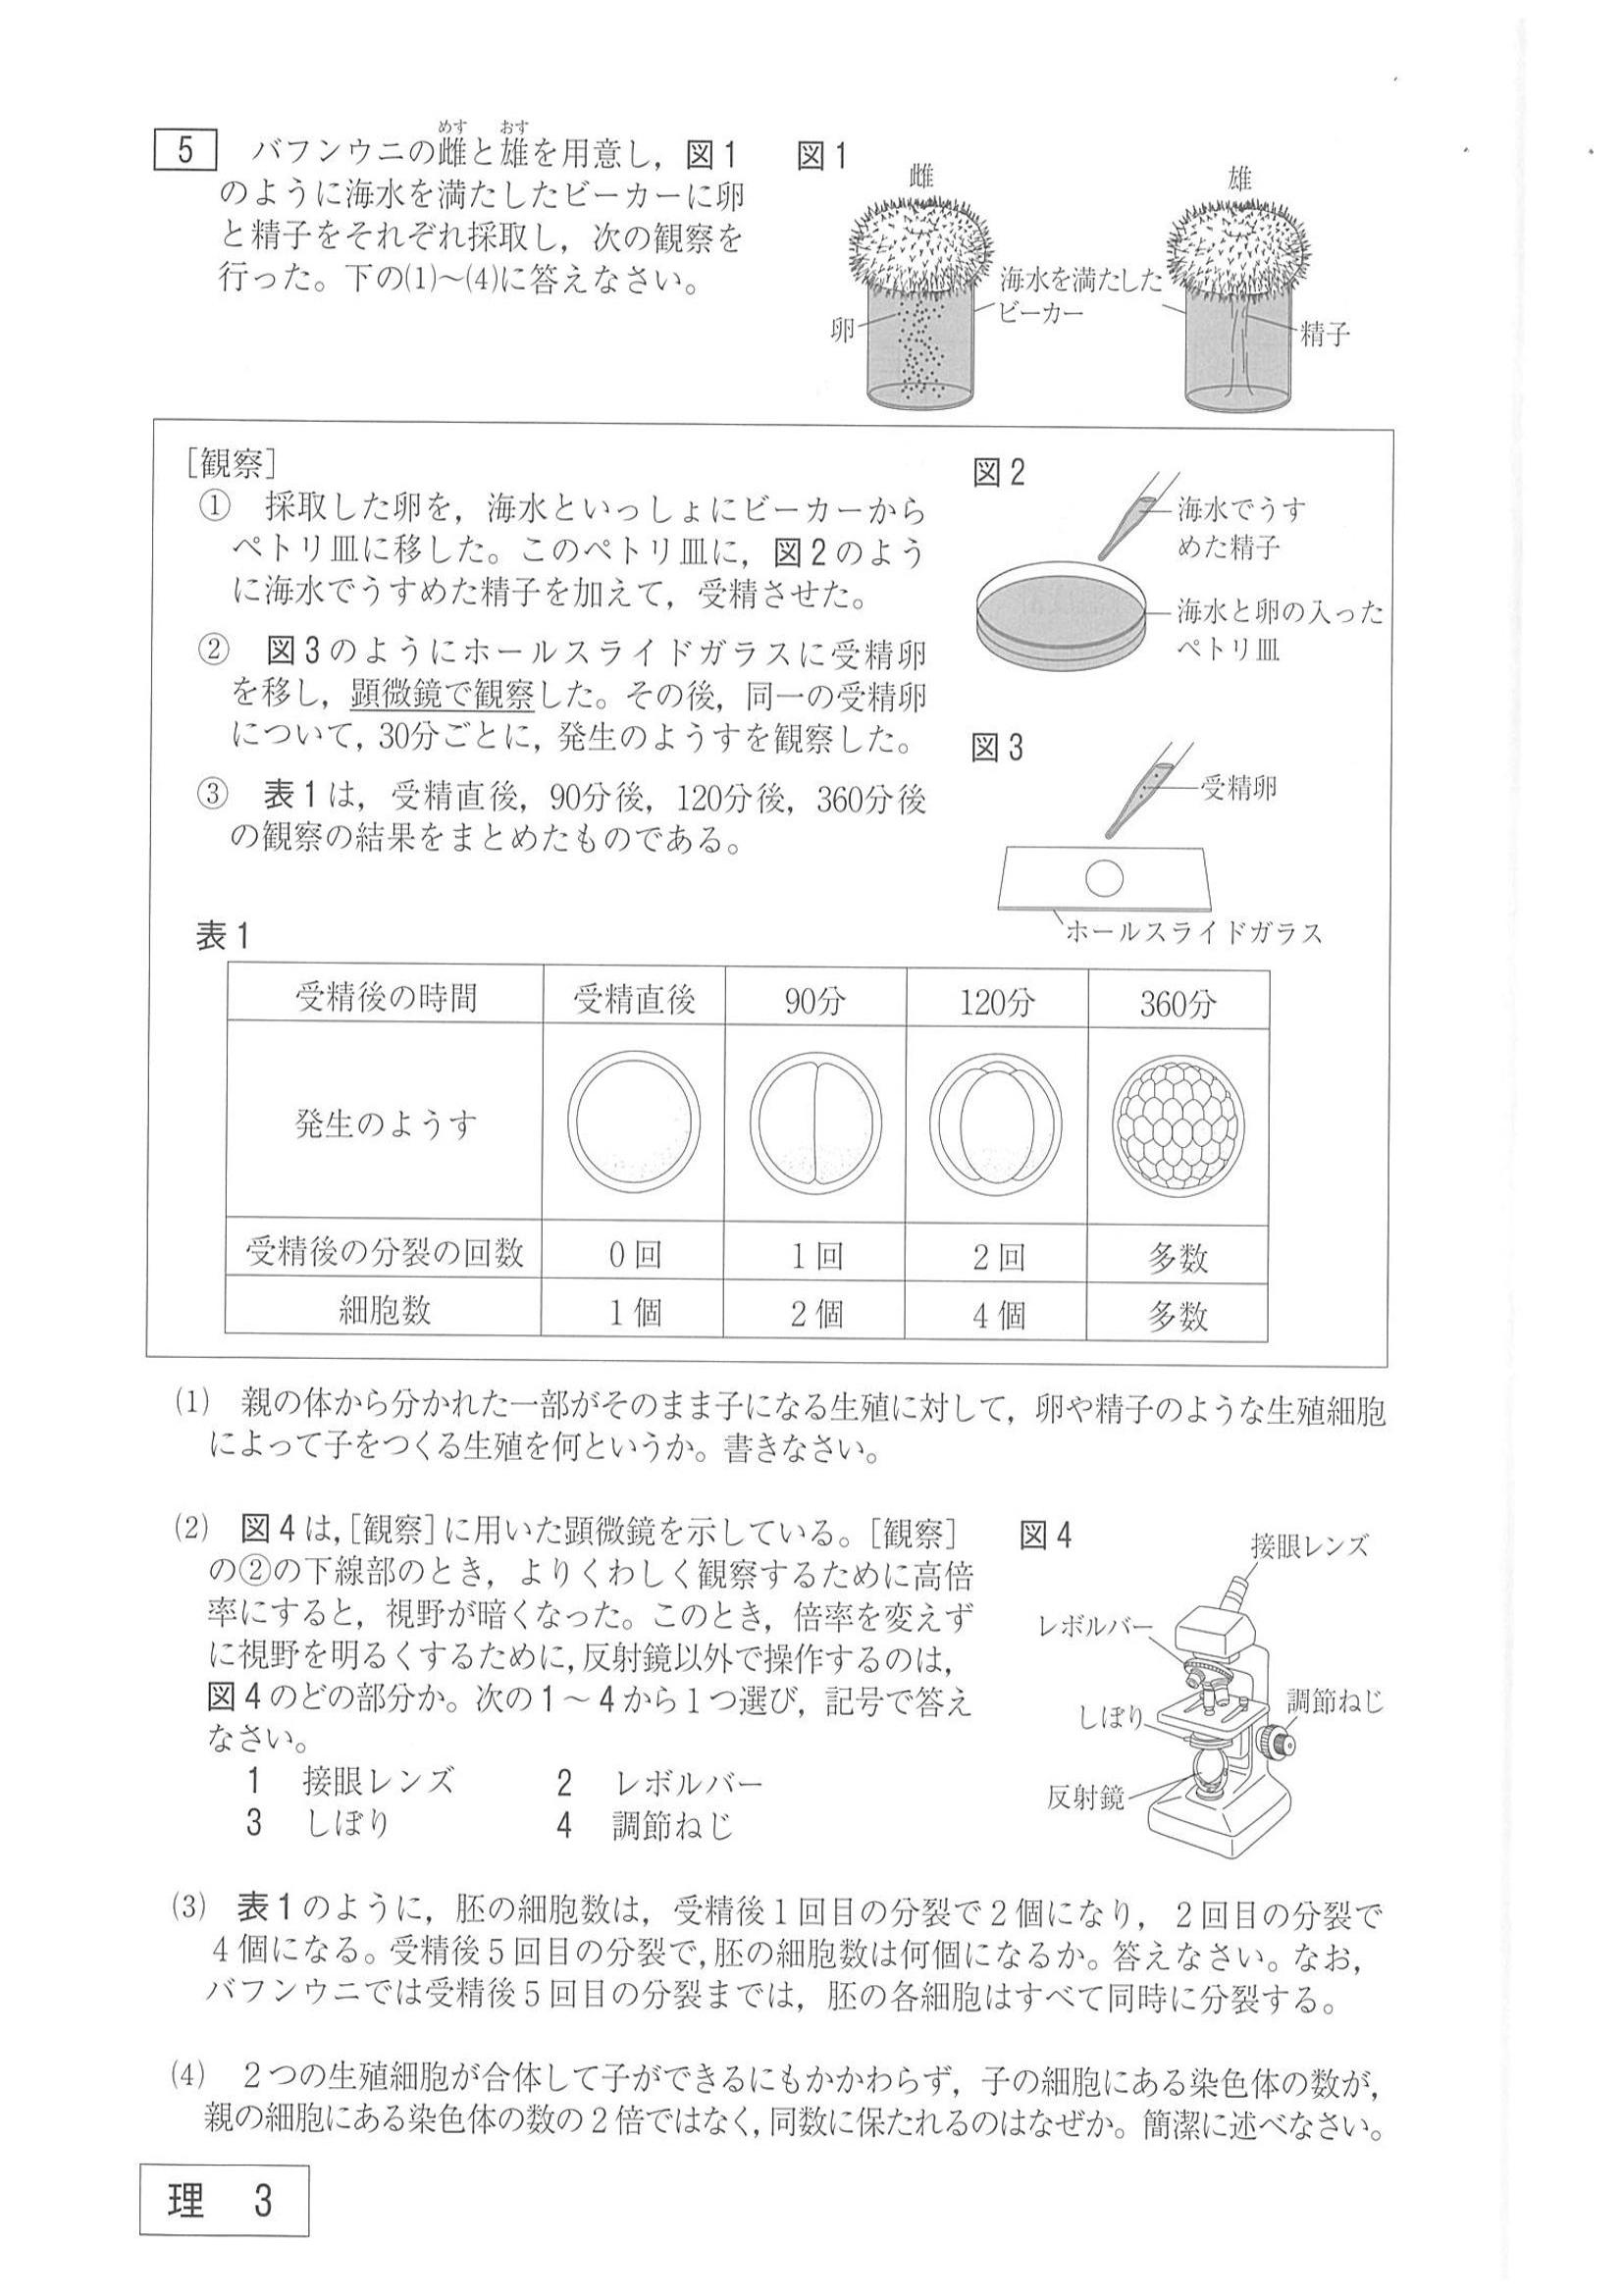 5 バフンウニの雌と雄を用意し，図1
めす おす
のように海水を満たしたビーカーに卵
と精子をそれぞれ採取し，次の観察を
行った。下の⑴〜⑷に答えなさい。
図1
雌
雄
海水を満たした
ビーカー
卵
精子
［観察］
① 採取した卵を，海水といっしょにビーカーから
ペトリ皿に移した。このペトリ皿に，図2のよう
に海水でうすめた精子を加えて，受精させた。
② 図3のようにホールスライドガラスに受精卵
を移し，顕微鏡で観察した。その後，同一の受精卵
について，30分ごとに，発生のようすを観察した。
③ 表1は，受精直後，90分後，120分後，360分後
の観察の結果をまとめたものである。
図2
海水でうす
めた精子
海水と卵の入った
ペトリ皿
図3
受精卵
ホールスライドガラス
表1
受精後の時間 受精直後 90分 120分 360分
発生のようす
受精後の分裂の回数 0回 1回 2回 多数
細胞数 1個 2個 4個 多数
⑴ 親の体から分かれた一部がそのまま子になる生殖に対して，卵や精子のような生殖細胞
によって子をつくる生殖を何というか。書きなさい。
⑵ 図4は，［観察］に用いた顕微鏡を示している。［観察］
の②の下線部のとき，よりくわしく観察するために高倍
率にすると，視野が暗くなった。このとき，倍率を変えず
に視野を明るくするために，反射鏡以外で操作するのは，
図4のどの部分か。次の1〜4から1つ選び，記号で答え
なさい。
1 接眼レンズ 2 レボルバー
3 しぼり 4 調節ねじ
図4
接眼レンズ
レボルバー
しぼり
調節ねじ
反射鏡
⑶ 表1のように，胚の細胞数は，受精後1回目の分裂で2個になり，2回目の分裂で
4個になる。受精後5回目の分裂で，胚の細胞数は何個になるか。答えなさい。なお，
バフンウニでは受精後5回目の分裂までは，胚の各細胞はすべて同時に分裂する。
⑷ 2つの生殖細胞が合体して子ができるにもかかわらず，子の細胞にある染色体の数が，
親の細胞にある染色体の数の2倍ではなく，同数に保たれるのはなぜか。簡潔に述べなさい。
理 3